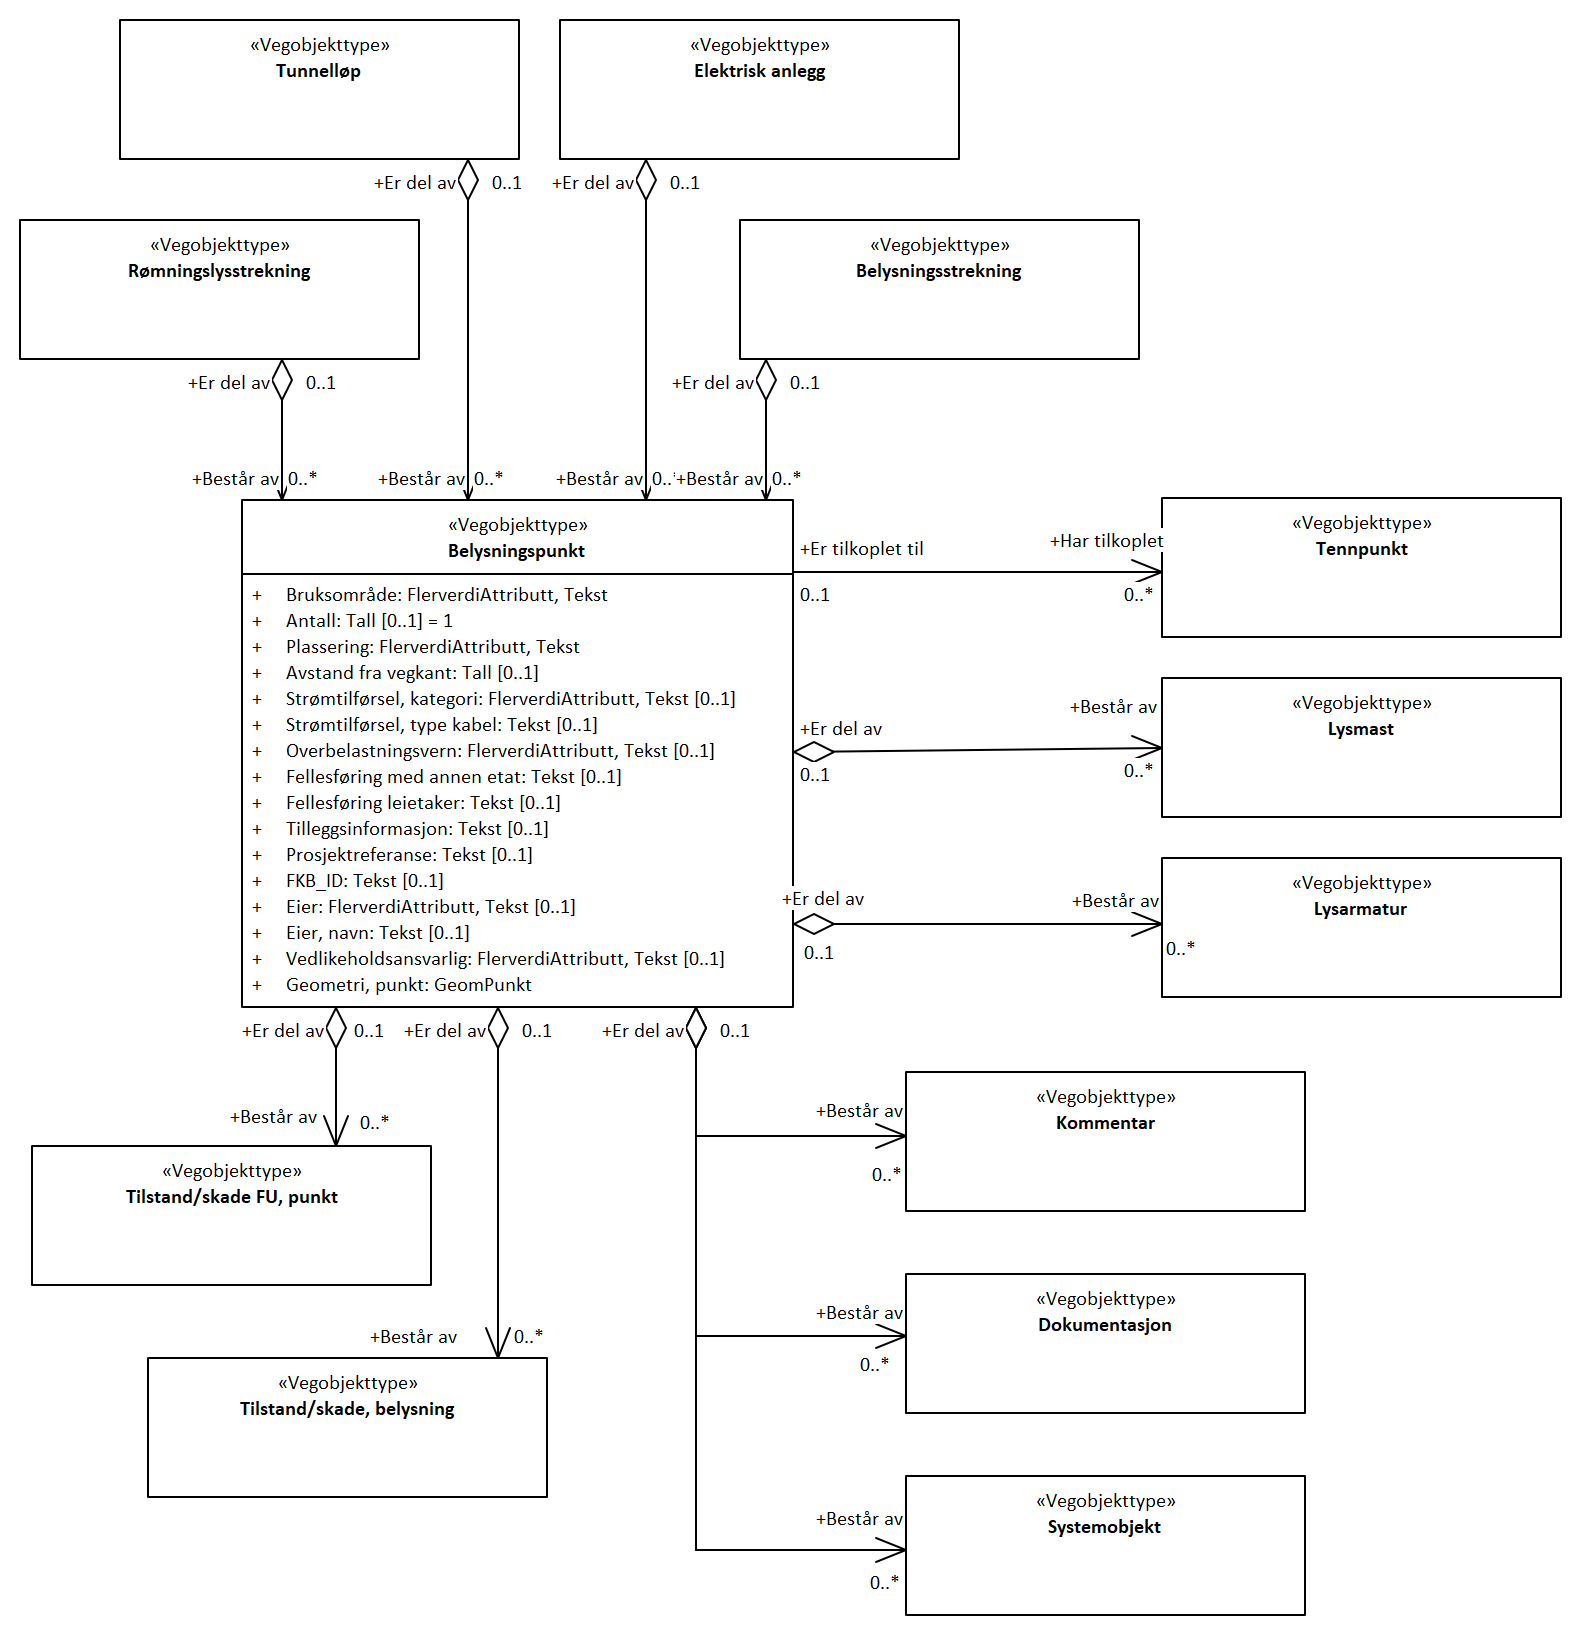 «Vegobjekttype»
Tunnelløp
«Vegobjekttype»
Elektrisk anlegg
+Er del av 0..1
+Er del av 0..1
«Vegobjekttype»
Rømningslysstrekning
«Vegobjekttype»
Belysningsstrekning
+Er del av 0..1
+Er del av 0..1
+Består av 0..*
+Består av 0..*
+Består av 0..
+Består av 0..*
«Vegobjekttype»
Belysningspunkt
+ Bruksområde: FlerverdiAttributt, Tekst
+ Antall: Tall [0..1] = 1
+ Plassering: FlerverdiAttributt, Tekst
+ Avstand fra vegkant: Tall [0..1]
+ Strømtilførsel, kategori: FlerverdiAttributt, Tekst [0..1]
+ Strømtilførsel, type kabel: Tekst [0..1]
+ Overbelastningsvern: FlerverdiAttributt, Tekst [0..1]
+ Fellesføring med annen etat: Tekst [0..1]
+ Fellesføring leietaker: Tekst [0..1]
+ Tilleggsinformasjon: Tekst [0..1]
+ Prosjektreferanse: Tekst [0..1]
+ FKB_ID: Tekst [0..1]
+ Eier: FlerverdiAttributt, Tekst [0..1]
+ Eier, navn: Tekst [0..1]
+ Vedlikeholdsansvarlig: FlerverdiAttributt, Tekst [0..1]
+ Geometri, punkt: GeomPunkt
+Er tilkoplet til
0..1
+Har tilkoplet
0..*
«Vegobjekttype»
Tennpunkt
+Er del av
0..1
+Består av
0..*
«Vegobjekttype»
Lysmast
+Er del av
0..1
+Består av
0..*
«Vegobjekttype»
Lysarmatur
+Er del av 0..1
+Er del av 0..1
+Er del av 0..1
+Består av 0..*
«Vegobjekttype»
Tilstand/skade FU, punkt
+Består av 0..*
«Vegobjekttype»
Tilstand/skade, belysning
+Består av
0..*
«Vegobjekttype»
Kommentar
+Består av
0..*
«Vegobjekttype»
Dokumentasjon
+Består av
0..*
«Vegobjekttype»
Systemobjekt